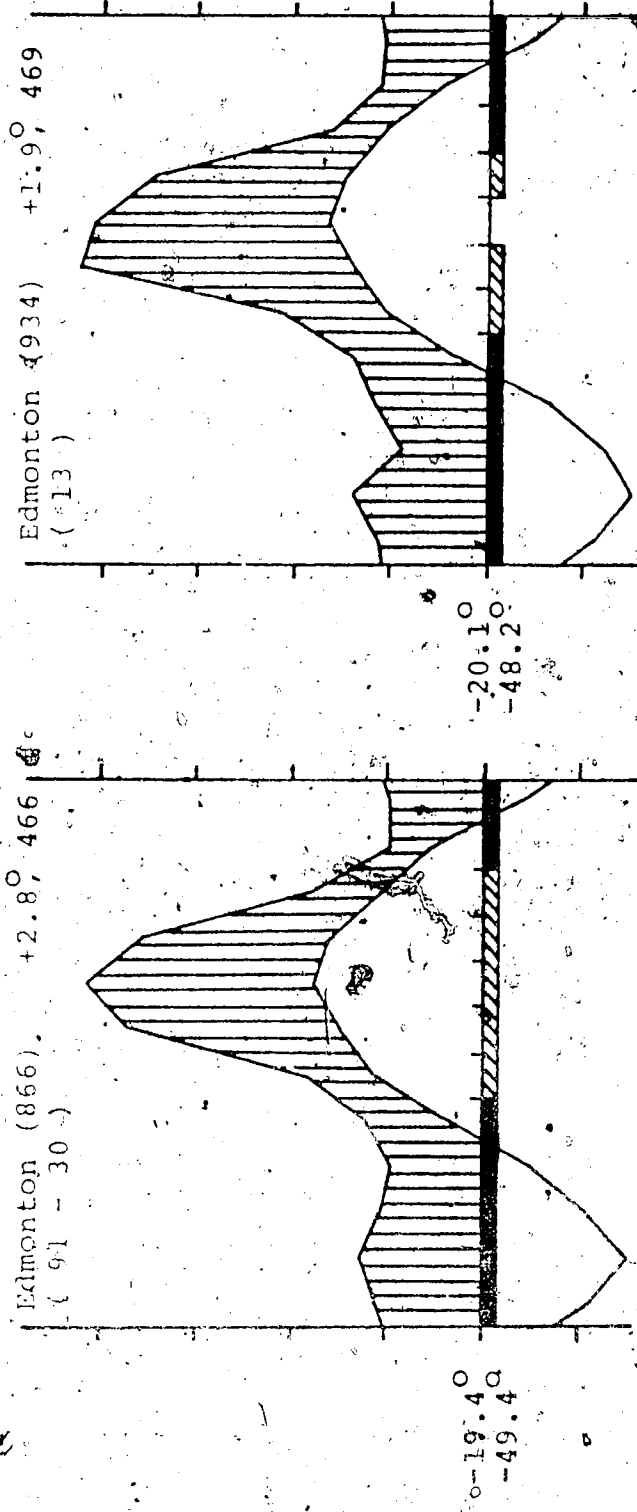 Edmonton (866) +2.8° 466
( 91 - 30 )
-19.4°
-49.4°
Edmonton (934) +1.9° 469
( 13 )
-20.1°
-48.2°